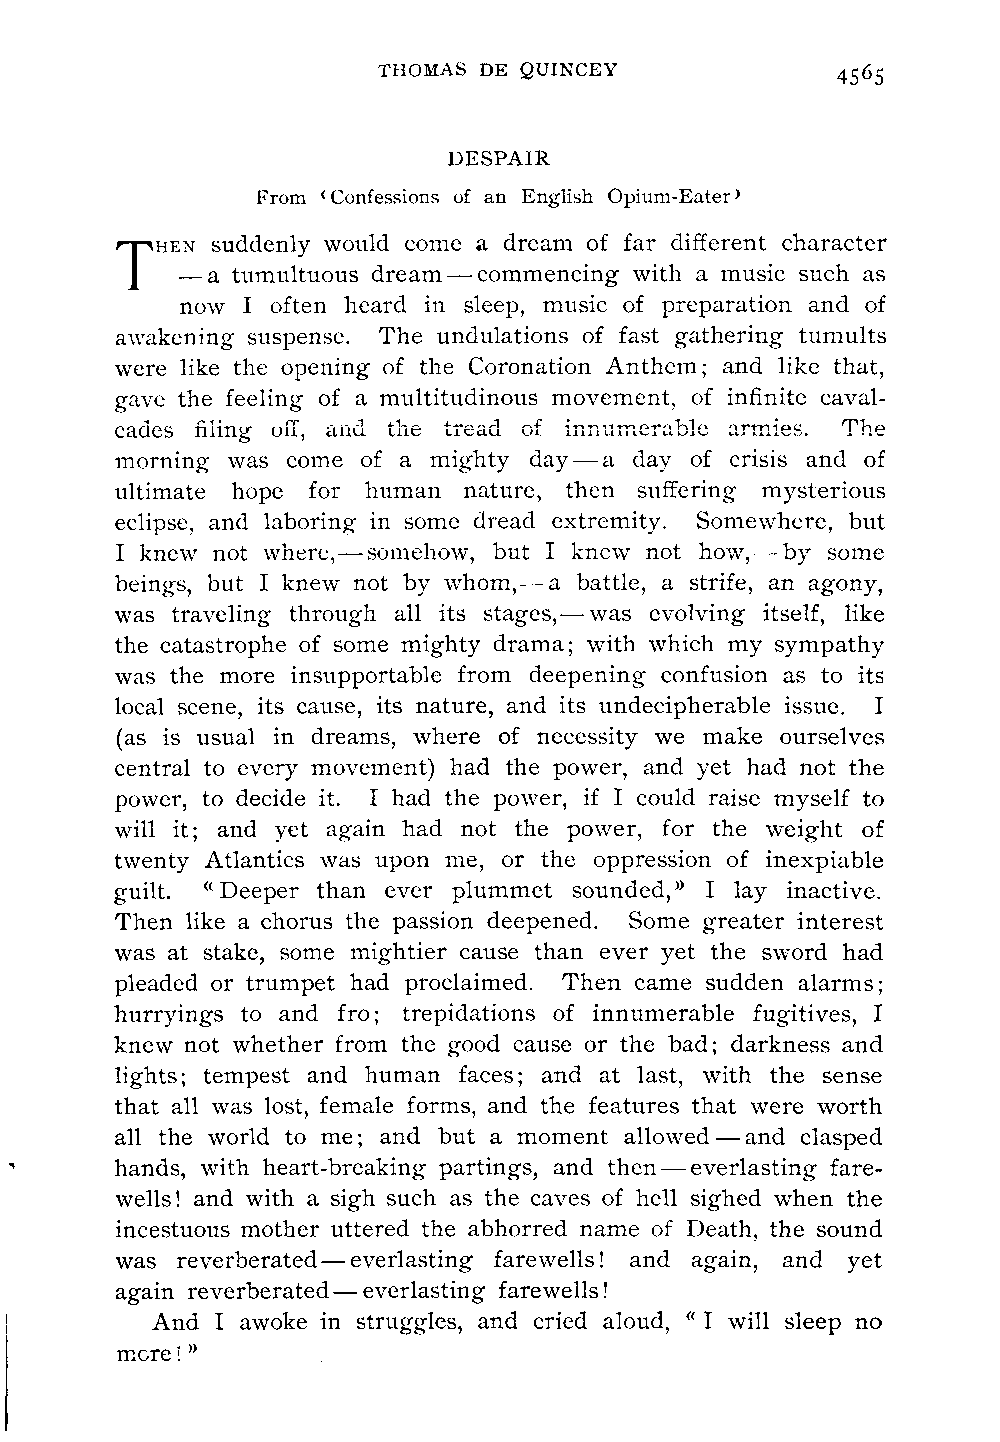 THOMAS DE QUINCEY 4565
DESPAIR
From ‹Confessions of an English Opium-Eater›
THEN suddenly would come a dream of far different character
—a tumultuous dream—commencing with a music such as
now I often heard in sleep, music of preparation and of
awakening suspense. The undulations of fast gathering tumults
were like the opening of the Coronation Anthem; and like that,
gave the feeling of a multitudinous movement, of infinite caval-
cades filing off, and the tread of innumerable armies. The
morning was come of a mighty day—a day of crisis and of
ultimate hope for human nature, then suffering mysterious
eclipse, and laboring in some dread extremity. Somewhere, but
I knew not where,—somehow, but I knew not how,—by some
beings, but I knew not by whom,—a battle, a strife, an agony,
was traveling through all its stages,—was evolving itself, like
the catastrophe of some mighty drama; with which my sympathy
was the more insupportable from deepening confusion as to its
local scene, its cause, its nature, and its undecipherable issue. I
(as is usual in dreams, where of necessity we make ourselves
central to every movement) had the power, and yet had not the
power, to decide it. I had the power, if I could raise myself to
will it; and yet again had not the power, for the weight of
twenty Atlantics was upon me, or the oppression of inexpiable
guilt. «Deeper than ever plummet sounded,» I lay inactive.
Then like a chorus the passion deepened. Some greater interest
was at stake, some mightier cause than ever yet the sword had
pleaded or trumpet had proclaimed. Then came sudden alarms;
hurryings to and fro; trepidations of innumerable fugitives, I
knew not whether from the good cause or the bad; darkness and
lights; tempest and human faces; and at last, with the sense
that all was lost, female forms, and the features that were worth
all the world to me; and but a moment allowed—and clasped
hands, with heart-breaking partings, and then—everlasting fare-
wells! and with a sigh such as the caves of hell sighed when the
incestuous mother uttered the abhorred name of Death, the sound
was reverberated—everlasting farewells! and again, and yet
again reverberated—everlasting farewells!
And I awoke in struggles, and cried aloud, «I will sleep no
more!»